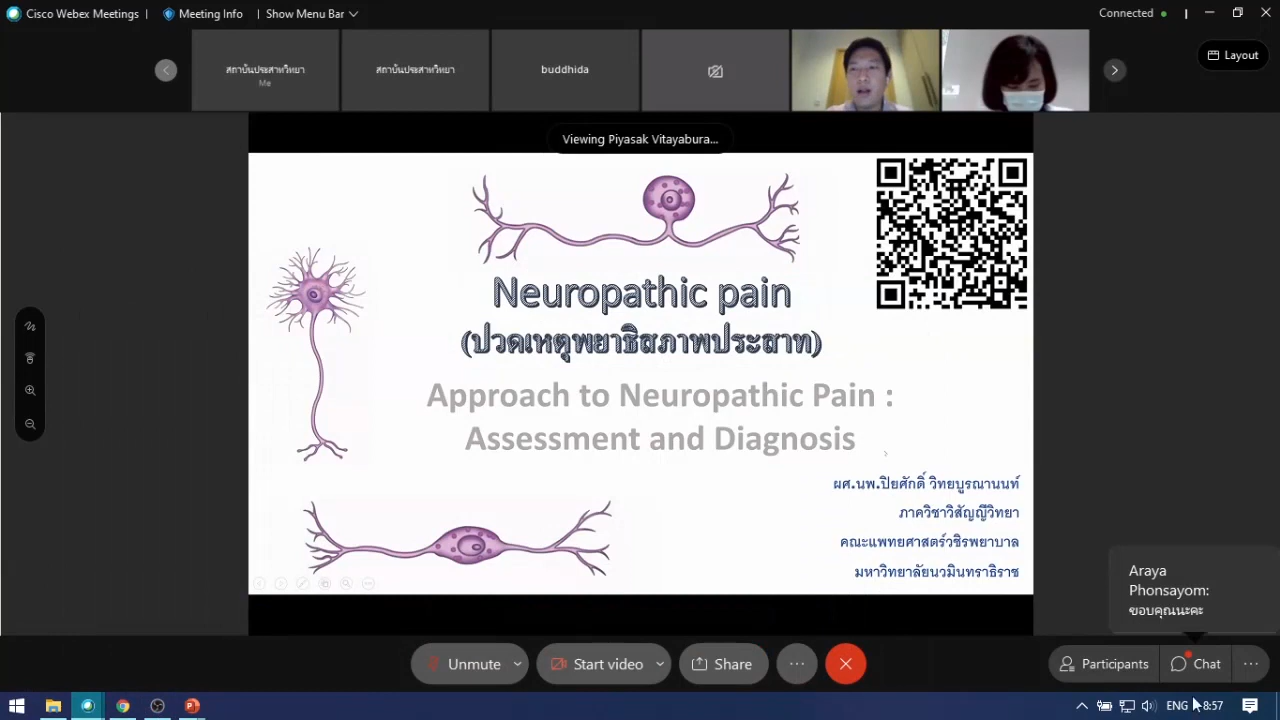 Cisco Webex Meetings
Meeting Info
Show Menu Bar
Connected
สถาบันประสาทวิทยา
Me
สถาบันประสาทวิทยา
buddhida
Layout
Viewing Piyasak Vitayabura...
Neuropathic pain
(ปวดเหตุพยาธิสภาพประสาท)
Approach to Neuropathic Pain :
Assessment and Diagnosis
ผศ.นพ.ปิยศักดิ์ วิทยบูรณานนท์
ภาควิชาวิสัญญีวิทยา
คณะแพทยศาสตร์วชิรพยาบาล
มหาวิทยาลัยนวมินทราธิราช
Araya
Phonsayom:
ขอบคุณนะคะ
Unmute
Start video
Share
Participants
Chat
ENG
8:57